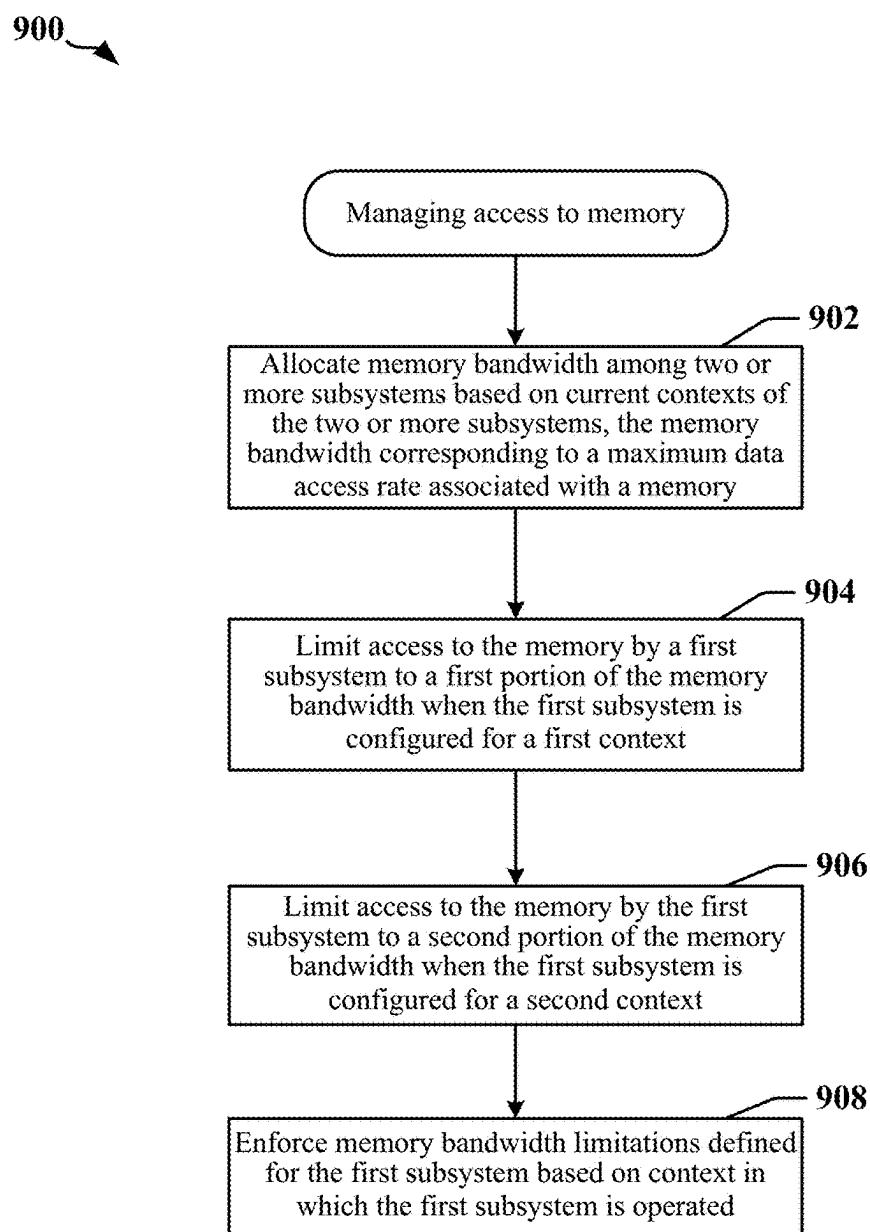 900
Managing access to memory
902
Allocate memory bandwidth among two or
more subsystems based on current contexts of
the two or more subsystems, the memory
bandwidth corresponding to a maximum data
access rate associated with a memory
904
Limit access to the memory by a first
subsystem to a first portion of the memory
bandwidth when the first subsystem is
configured for a first context
906
Limit access to the memory by the first
subsystem to a second portion of the memory
bandwidth when the first subsystem is
configured for a second context
908
Enforce memory bandwidth limitations defined
for the first subsystem based on context in
which the first subsystem is operated